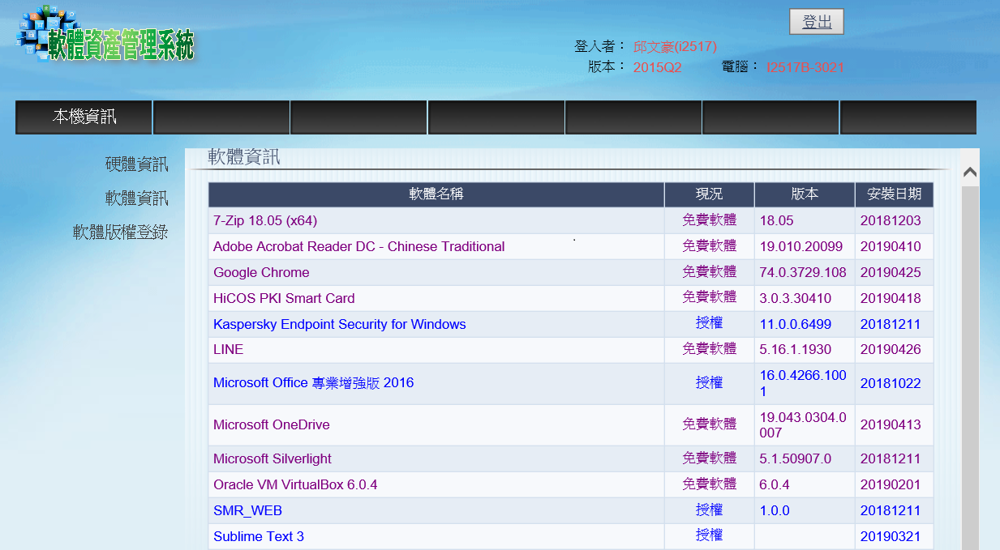 軟體資產管理系統
登出
登入者： 邱文豪(i2517)
版本： 2015Q2 電腦： I2517B-3021
本機資訊
硬體資訊
軟體資訊
軟體版權登錄
軟體資訊
軟體名稱 現況 版本 安裝日期
7-Zip 18.05 (x64) 免費軟體 18.05 20181203
Adobe Acrobat Reader DC - Chinese Traditional 免費軟體 19.010.20099 20190410
Google Chrome 免費軟體 74.0.3729.108 20190425
HiCOS PKI Smart Card 免費軟體 3.0.3.30410 20190418
Kaspersky Endpoint Security for Windows 授權 11.0.0.6499 20181211
LINE 免費軟體 5.16.1.1930 20190426
Microsoft Office 專業增強版 2016 授權 16.0.4266.100
1 20181022
Microsoft OneDrive 免費軟體 19.043.0304.0
007 20190413
Microsoft Silverlight 免費軟體 5.1.50907.0 20181211
Oracle VM VirtualBox 6.0.4 免費軟體 6.0.4 20190201
SMR_WEB 授權 1.0.0 20181211
Sublime Text 3 授權 20190321